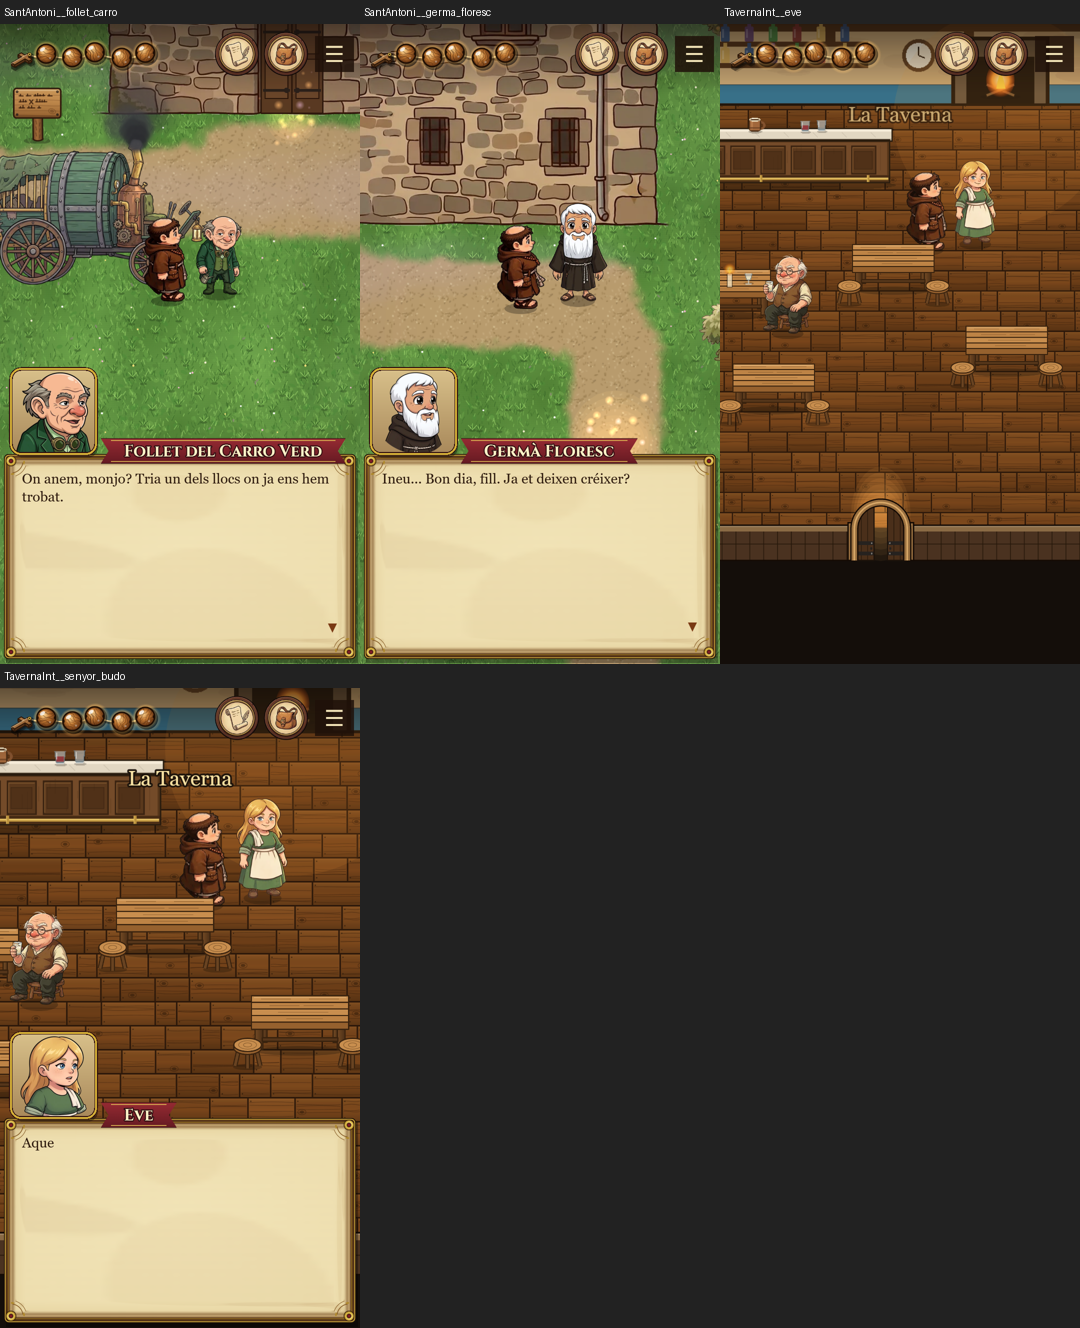 SantAntoni__follet_carro
SantAntoni__germa_floresc
TavernaInt__eve
La Taverna
Follet del Carro Verd
On anem, monjo? Tria un dels llocs on ja ens hem
trobat.
Germà Floresc
Ineu... Bon dia, fill. Ja et deixen créixer?
TavernaInt__senyor_budo
La Taverna
Eve
Aque